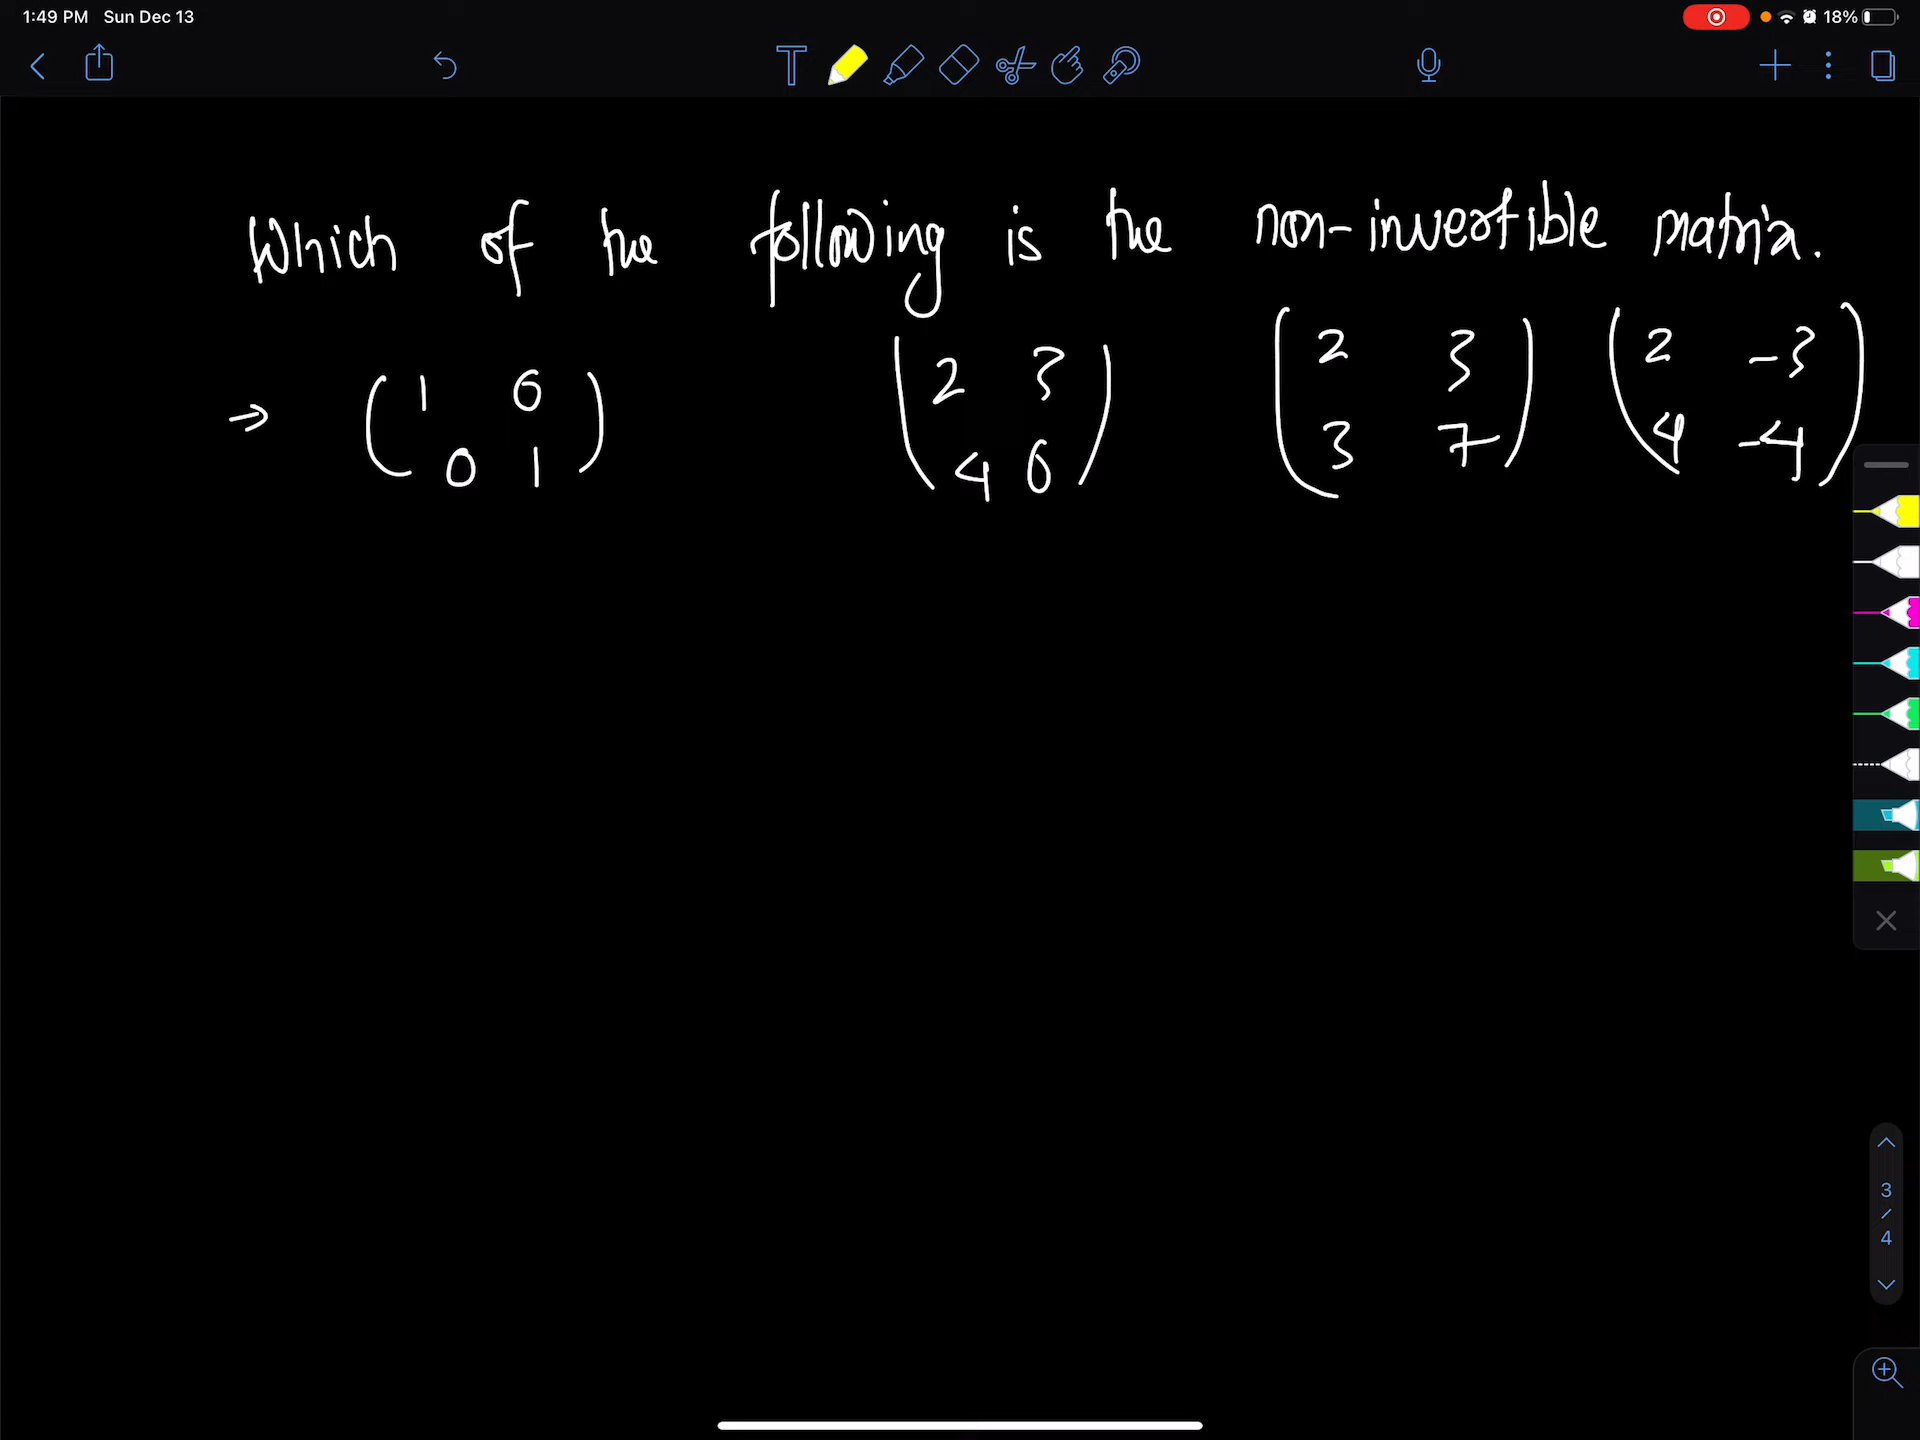 1:49 PM Sun Dec 13
18%
T
Which of the following is the non-invertible matrix.
→ ( 1 0 ) ( 2 3 ) ( 2 3 ) ( 2 -3 )
( 0 1 ) ( 4 6 ) ( 3 7 ) ( 4 -4 )
3
/
4